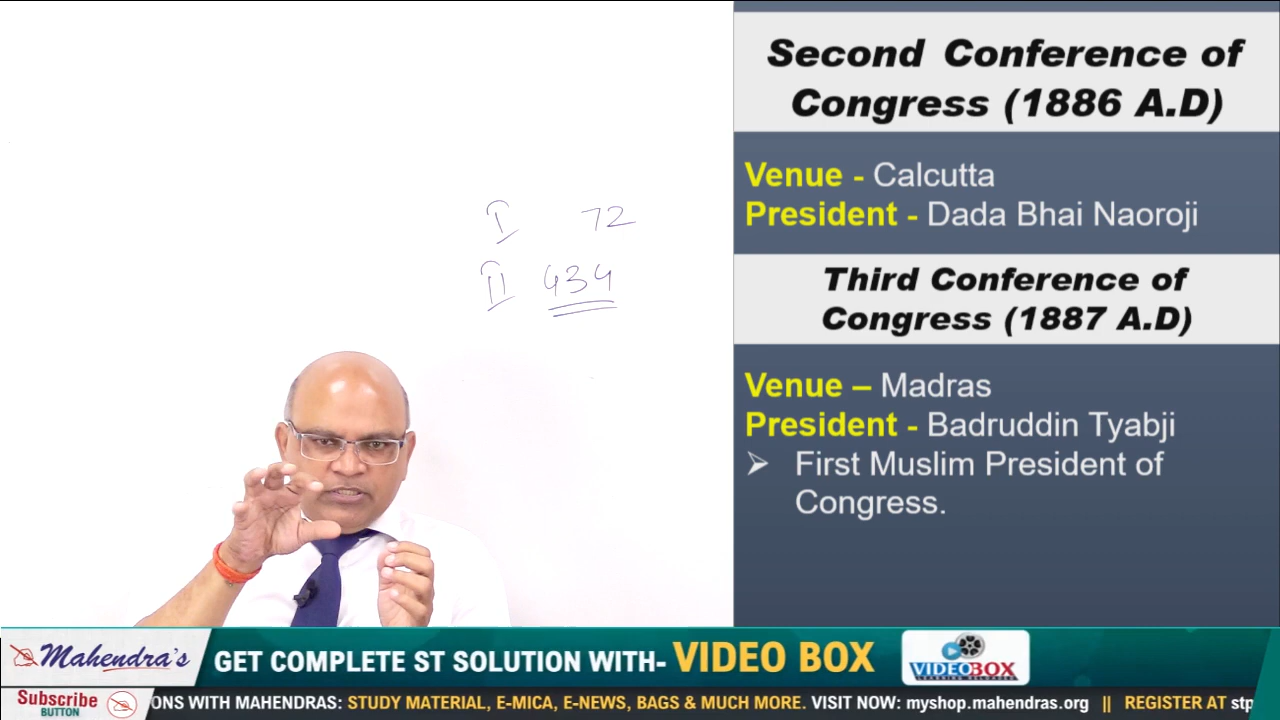 I 72
II 434
Second Conference of
Congress (1886 A.D)
Venue - Calcutta
President - Dada Bhai Naoroji
Third Conference of
Congress (1887 A.D)
Venue – Madras
President - Badruddin Tyabji
➢ First Muslim President of
Congress.
Mahendra's
GET COMPLETE ST SOLUTION WITH- VIDEO BOX
VIDEOBOX
LEARNING RELOADED
Subscribe
BUTTON
ONS WITH MAHENDRAS: STUDY MATERIAL, E-MICA, E-NEWS, BAGS & MUCH MORE. VISIT NOW: myshop.mahendras.org || REGISTER AT stp